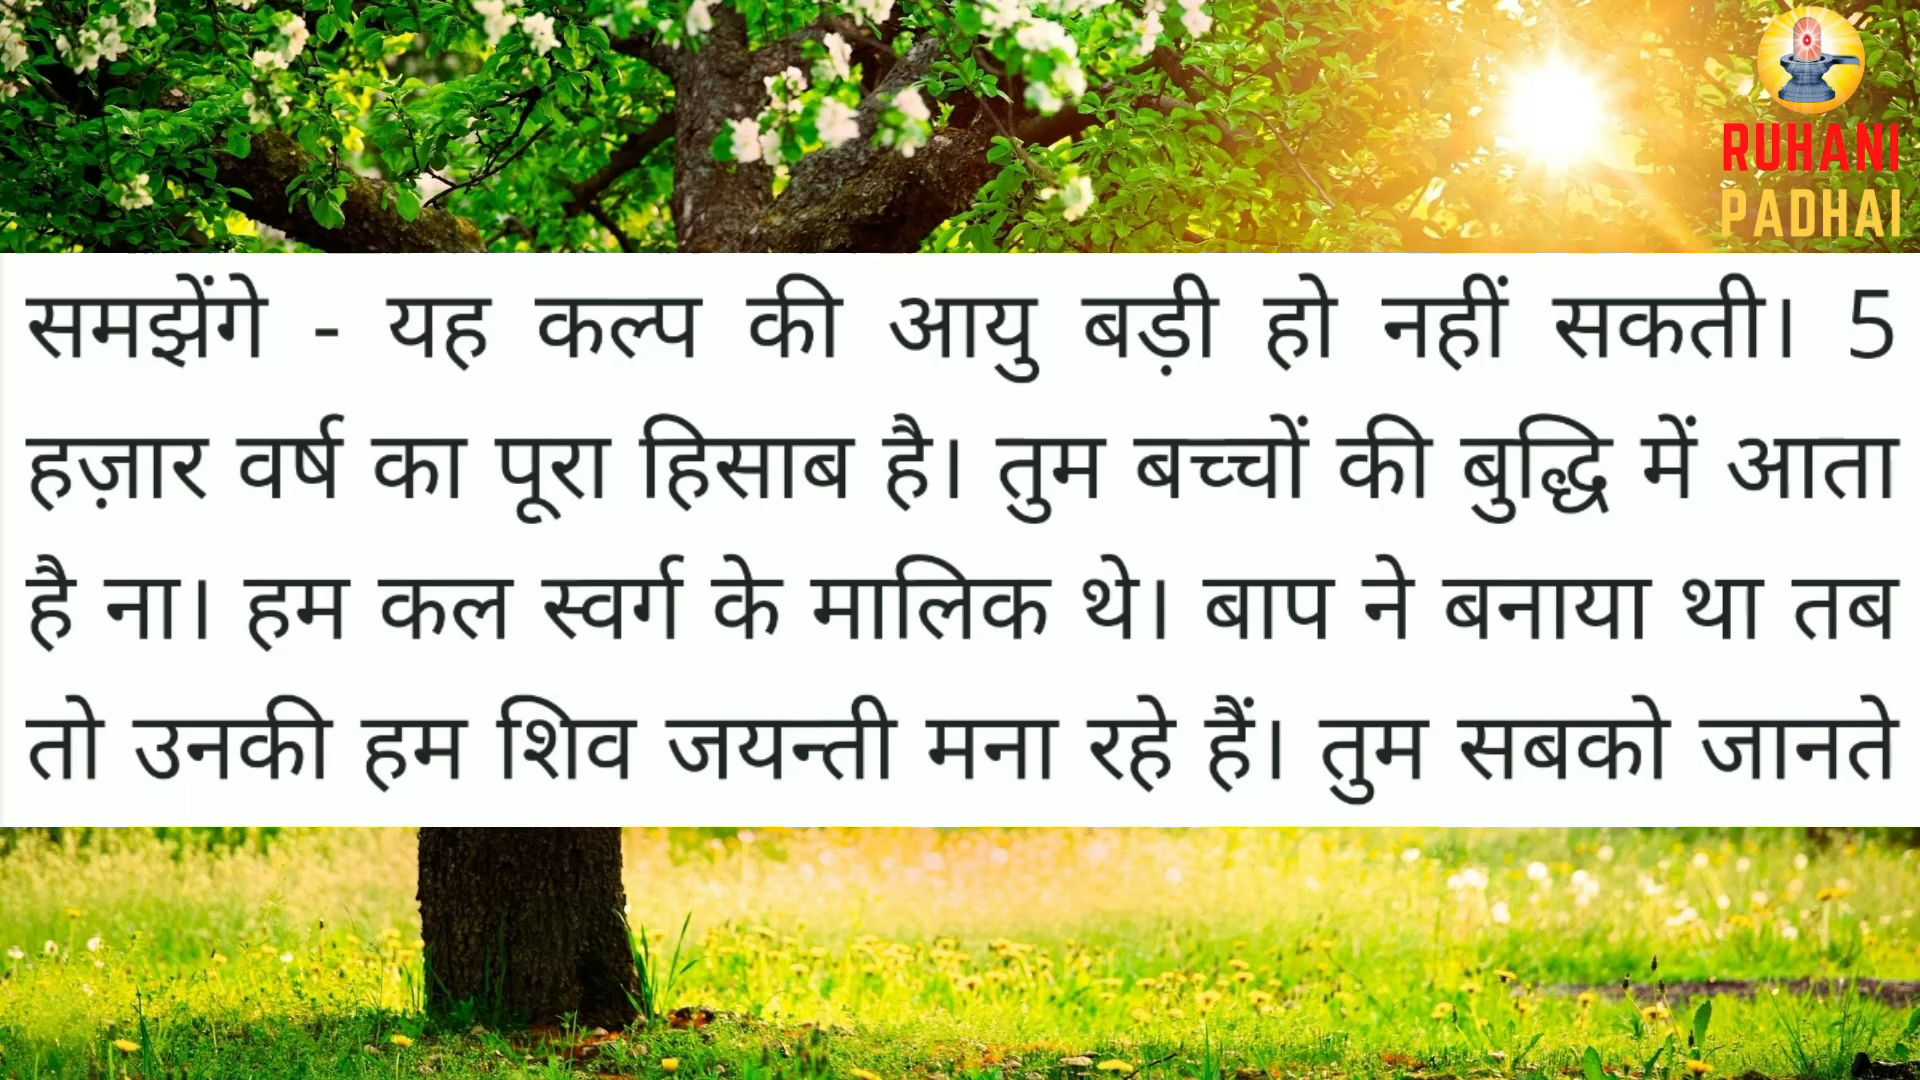 RUHANI
PADHAI
समझेंगे - यह कल्प की आयु बड़ी हो नहीं सकती। 5
हज़ार वर्ष का पूरा हिसाब है। तुम बच्चों की बुद्धि में आता
है ना। हम कल स्वर्ग के मालिक थे। बाप ने बनाया था तब
तो उनकी हम शिव जयन्ती मना रहे हैं। तुम सबको जानते